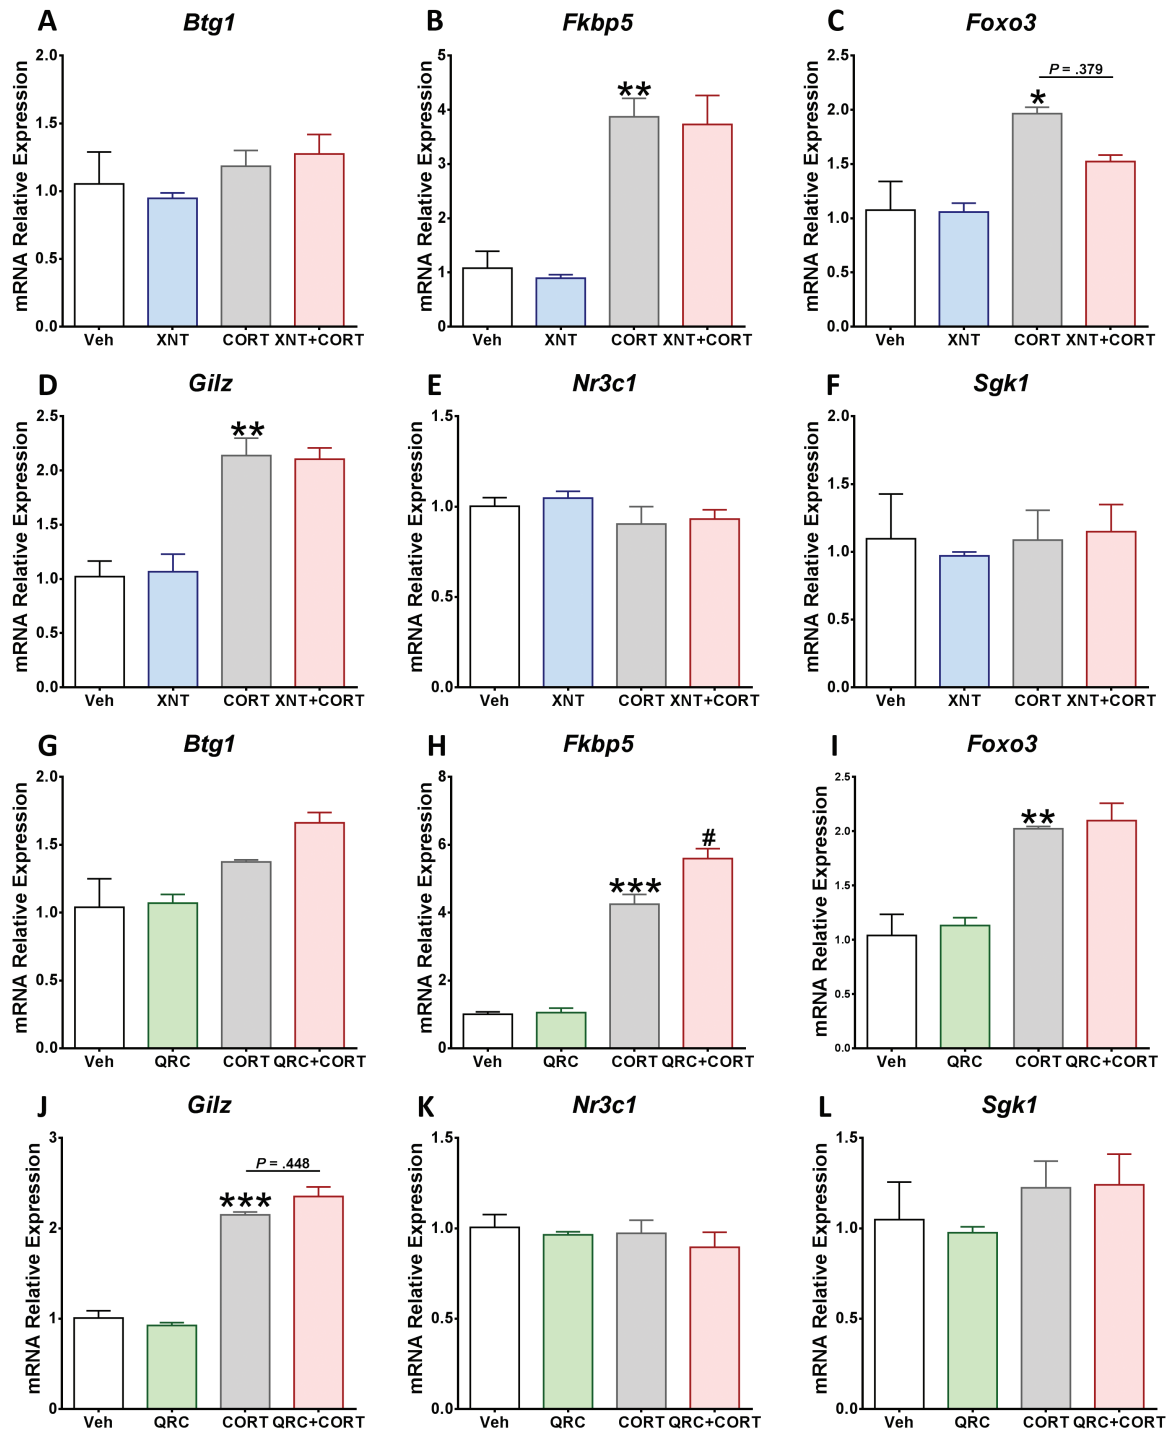 A
Btg1
mRNA Relative Expression
2.0
1.5
1.0
0.5
0.0
Veh XNT CORT XNT+CORT
B
Fkbp5
mRNA Relative Expression
5
4
3
2
1
0
**
Veh XNT CORT XNT+CORT
C
Foxo3
mRNA Relative Expression
2.5
2.0
1.5
1.0
0.5
0.0
P = .379
*
Veh XNT CORT XNT+CORT
D
Gilz
mRNA Relative Expression
2.5
2.0
1.5
1.0
0.5
0.0
**
Veh XNT CORT XNT+CORT
E
Nr3c1
mRNA Relative Expression
1.5
1.0
0.5
0.0
Veh XNT CORT XNT+CORT
F
Sgk1
mRNA Relative Expression
2.0
1.5
1.0
0.5
0.0
Veh XNT CORT XNT+CORT
G
Btg1
mRNA Relative Expression
2.0
1.5
1.0
0.5
0.0
Veh QRC CORT QRC+CORT
H
Fkbp5
mRNA Relative Expression
8
6
4
2
0
***
#
Veh QRC CORT QRC+CORT
I
Foxo3
mRNA Relative Expression
2.5
2.0
1.5
1.0
0.5
0.0
**
Veh QRC CORT QRC+CORT
J
Gilz
mRNA Relative Expression
3
2
1
0
P = .448
***
Veh QRC CORT QRC+CORT
K
Nr3c1
mRNA Relative Expression
1.5
1.0
0.5
0.0
Veh QRC CORT QRC+CORT
L
Sgk1
mRNA Relative Expression
1.5
1.0
0.5
0.0
Veh QRC CORT QRC+CORT